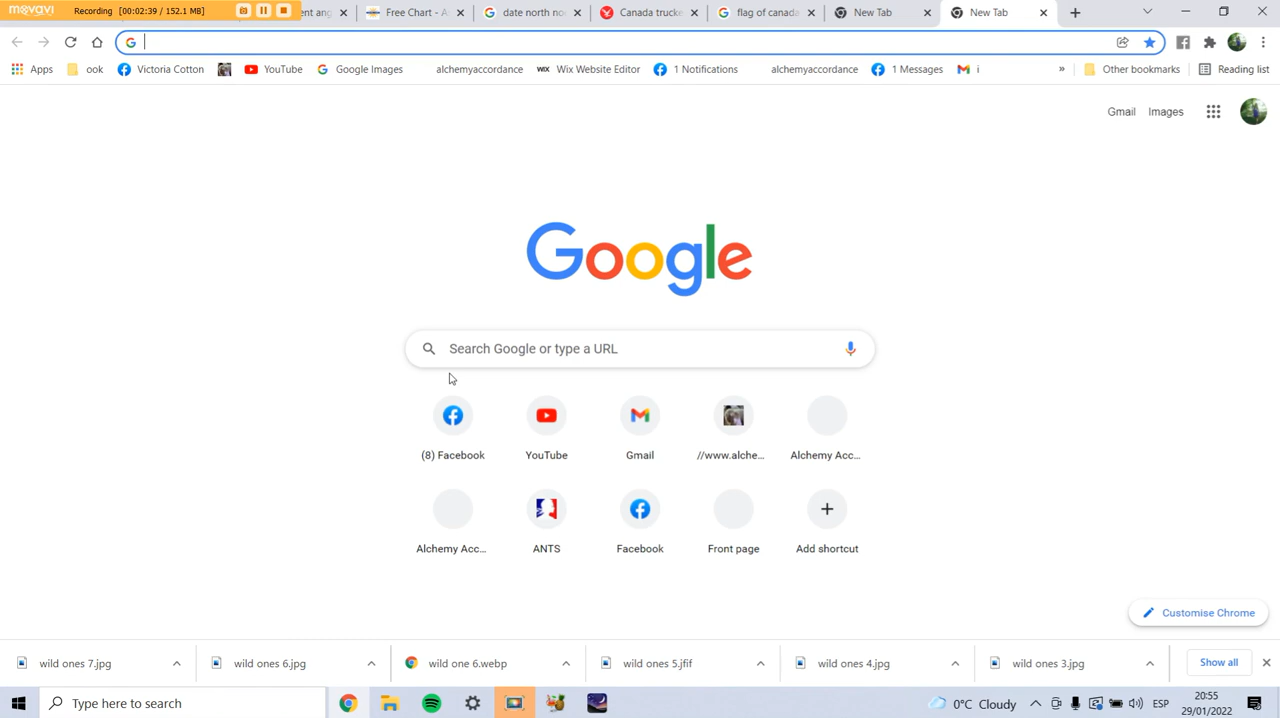 movavi Recording [00:02:39 / 152.1 MB]
ent ang
Free Chart - A
date north no
Canada trucke
flag of canada
New Tab
New Tab
Apps
ook
Victoria Cotton
YouTube
Google Images
alchemyaccordance
WIX Wix Website Editor
1 Notifications
alchemyaccordance
1 Messages
i
»
Other bookmarks
Reading list
Gmail
Images
Google
Search Google or type a URL
(8) Facebook
YouTube
Gmail
//www.alche...
Alchemy Acc...
Alchemy Acc...
ANTS
Facebook
Front page
Add shortcut
Customise Chrome
wild ones 7.jpg
wild ones 6.jpg
wild one 6.webp
wild ones 5.jfif
wild ones 4.jpg
wild ones 3.jpg
Show all
Type here to search
0°C Cloudy
ESP
20:55
29/01/2022